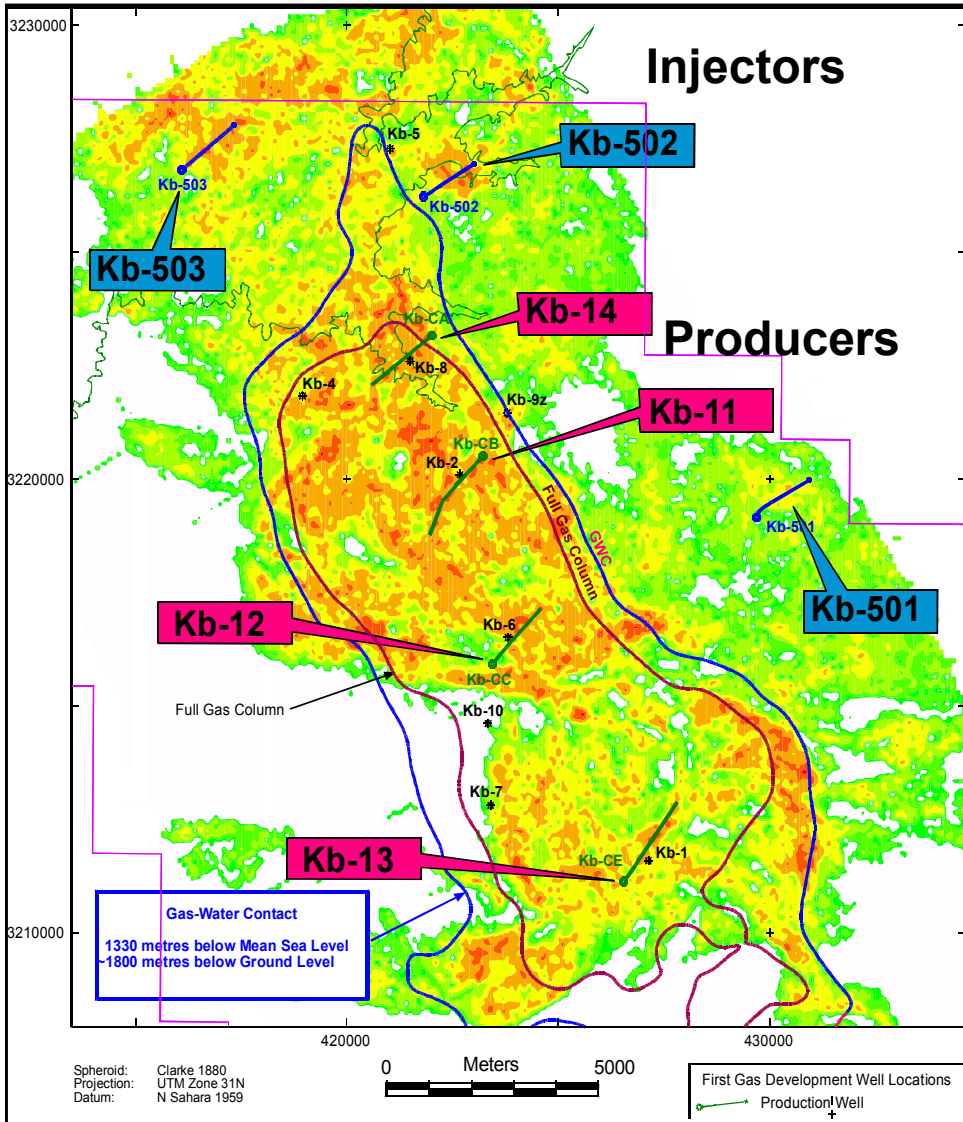 3230000
Injectors
Kb-5
Kb-502
Kb-503
Kb-502
Kb-503
Kb-CA
Kb-14
Producers
Kb-8
Kb-4
Kb-9z
Kb-11
Kb-CB
Kb-2
3220000
Full Gas Column
GWC
Kb-501
Kb-501
Kb-12
Kb-6
Kb-CC
Full Gas Column
Kb-10
Kb-7
Kb-13
Kb-CE
Kb-1
Gas-Water Contact
1330 metres below Mean Sea Level
~1800 metres below Ground Level
3210000
420000
430000
Spheroid: Clarke 1880
Projection: UTM Zone 31N
Datum: N Sahara 1959
0 Meters 5000
First Gas Development Well Locations
Production Well